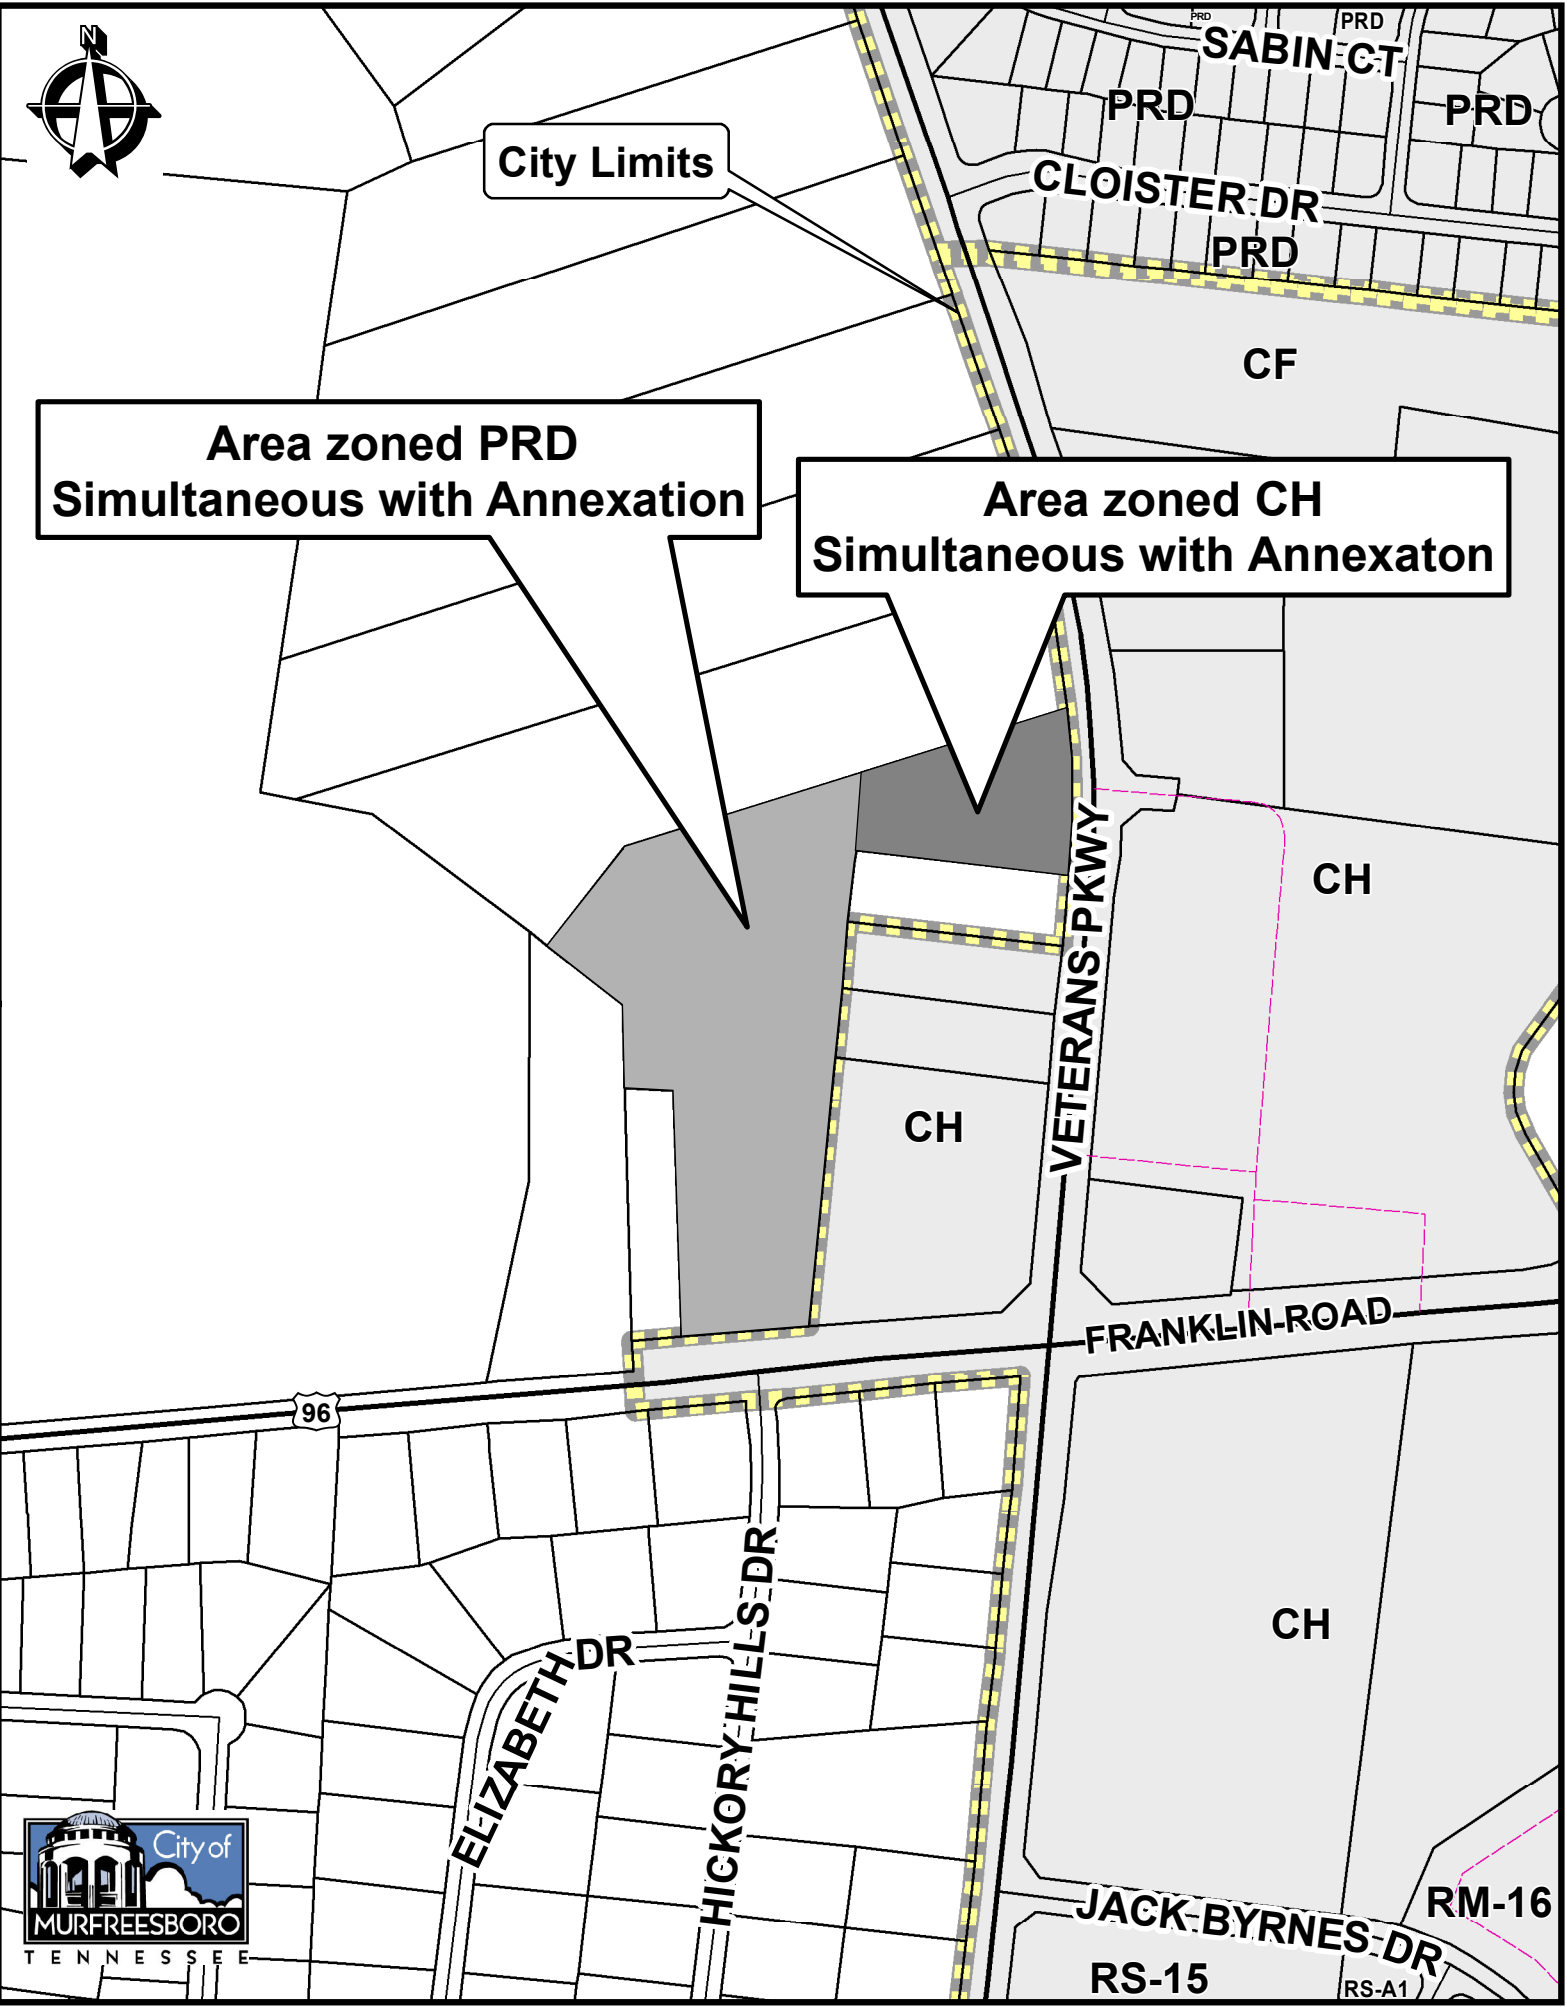 N
PRD
PRD
SABIN CT
PRD
PRD
City Limits
CLOISTER DR
PRD
CF
Area zoned PRD
Simultaneous with Annexation
Area zoned CH
Simultaneous with Annexaton
CH
VETERANS PKWY
CH
FRANKLIN ROAD
96
HICKORY HILLS DR
ELIZABETH DR
CH
City of
MURFREESBORO
TENNESSEE
RM-16
JACK BYRNES DR
RS-15
RS-A1